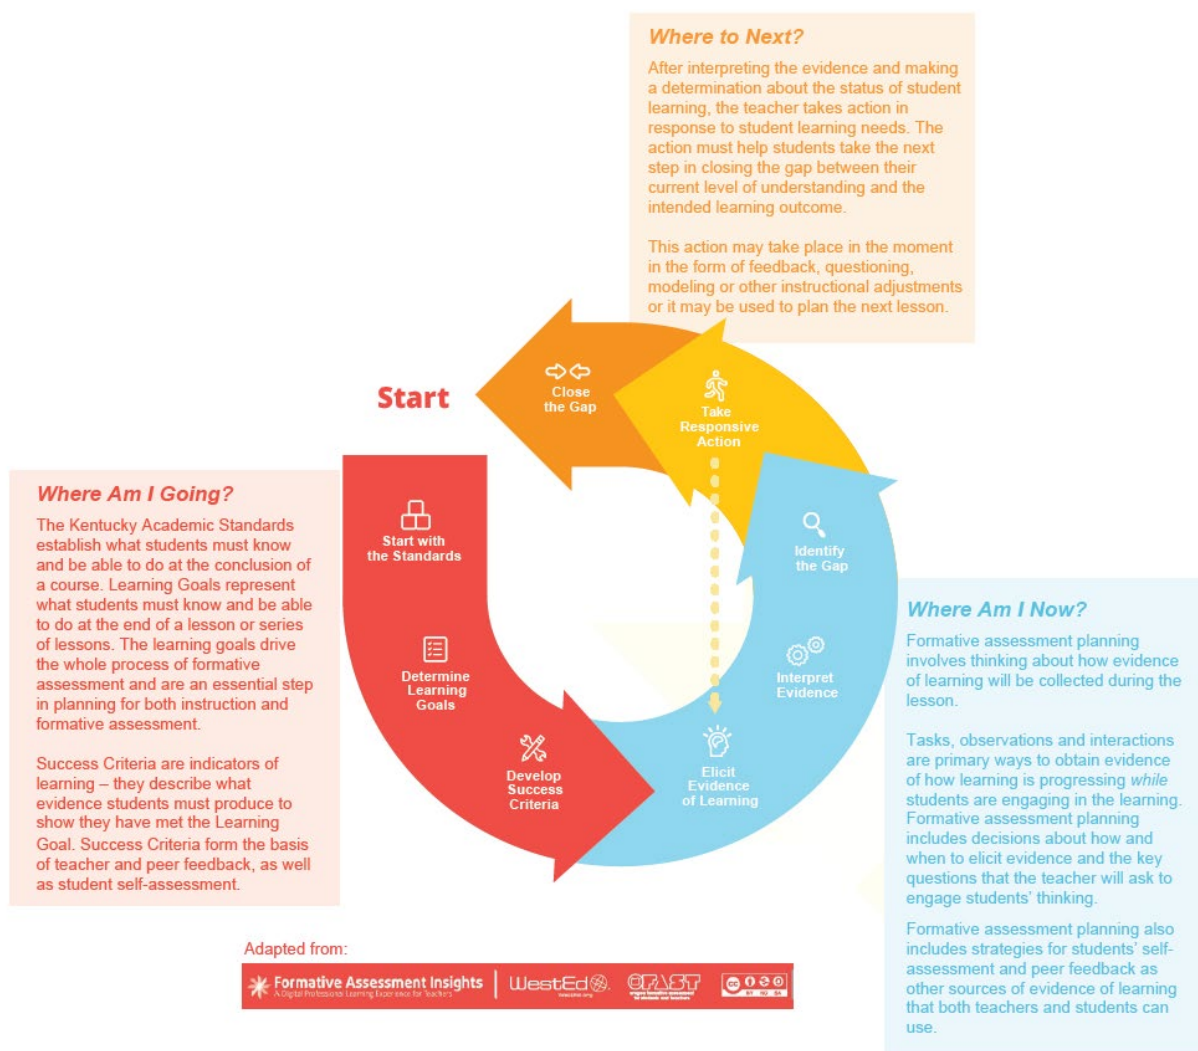 Where to Next?
After interpreting the evidence and making
a determination about the status of student
learning, the teacher takes action in
response to student learning needs. The
action must help students take the next
step in closing the gap between their
current level of understanding and the
intended learning outcome.
This action may take place in the moment
in the form of feedback, questioning,
modeling or other instructional adjustments
or it may be used to plan the next lesson.
Start
Close
the Gap
Take
Responsive
Action
Where Am I Going?
The Kentucky Academic Standards
establish what students must know
and be able to do at the conclusion of
a course. Learning Goals represent
what students must know and be able
to do at the end of a lesson or series
of lessons. The learning goals drive
the whole process of formative
assessment and are an essential step
in planning for both instruction and
formative assessment.
Success Criteria are indicators of
learning – they describe what
evidence students must produce to
show they have met the Learning
Goal. Success Criteria form the basis
of teacher and peer feedback, as well
as student self-assessment.
Start with
the Standards
Determine
Learning
Goals
Develop
Success
Criteria
Elicit
Evidence
of Learning
Interpret
Evidence
Identify
the Gap
Where Am I Now?
Formative assessment planning
involves thinking about how evidence
of learning will be collected during the
lesson.
Tasks, observations and interactions
are primary ways to obtain evidence
of how learning is progressing while
students are engaging in the learning.
Formative assessment planning
includes decisions about how and
when to elicit evidence and the key
questions that the teacher will ask to
engage students' thinking.
Formative assessment planning also
includes strategies for students' self-
assessment and peer feedback as
other sources of evidence of learning
that both teachers and students can
use.
Adapted from:
Formative Assessment Insights
A Digital Professional Learning Experience for Teachers
WestEd
OFAST
cc
BY NC SA